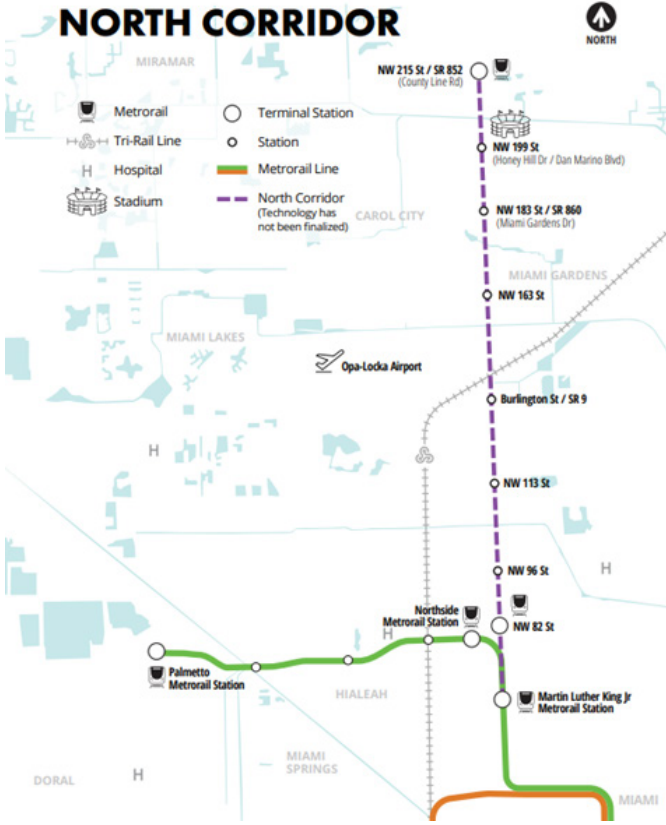 NORTH CORRIDOR
NORTH
MIRAMAR
NW 215 St / SR 852
(County Line Rd)
Metrorail
Terminal Station
Tri-Rail Line
Station
H
Hospital
Metrorail Line
Stadium
North Corridor
(Technology has
not been finalized)
NW 199 St
(Honey Hill Dr / Dan Marino Blvd)
CAROL CITY
NW 183 St / SR 860
(Miami Gardens Dr)
MIAMI GARDENS
NW 163 St
MIAMI LAKES
Opa-Locka Airport
Burlington St / SR 9
H
NW 113 St
NW 96 St
H
Northside
Metrorail Station
H
NW 82 St
Palmetto
Metrorail Station
HIALEAH
Martin Luther King Jr
Metrorail Station
MIAMI
SPRINGS
DORAL
H
MIAMI